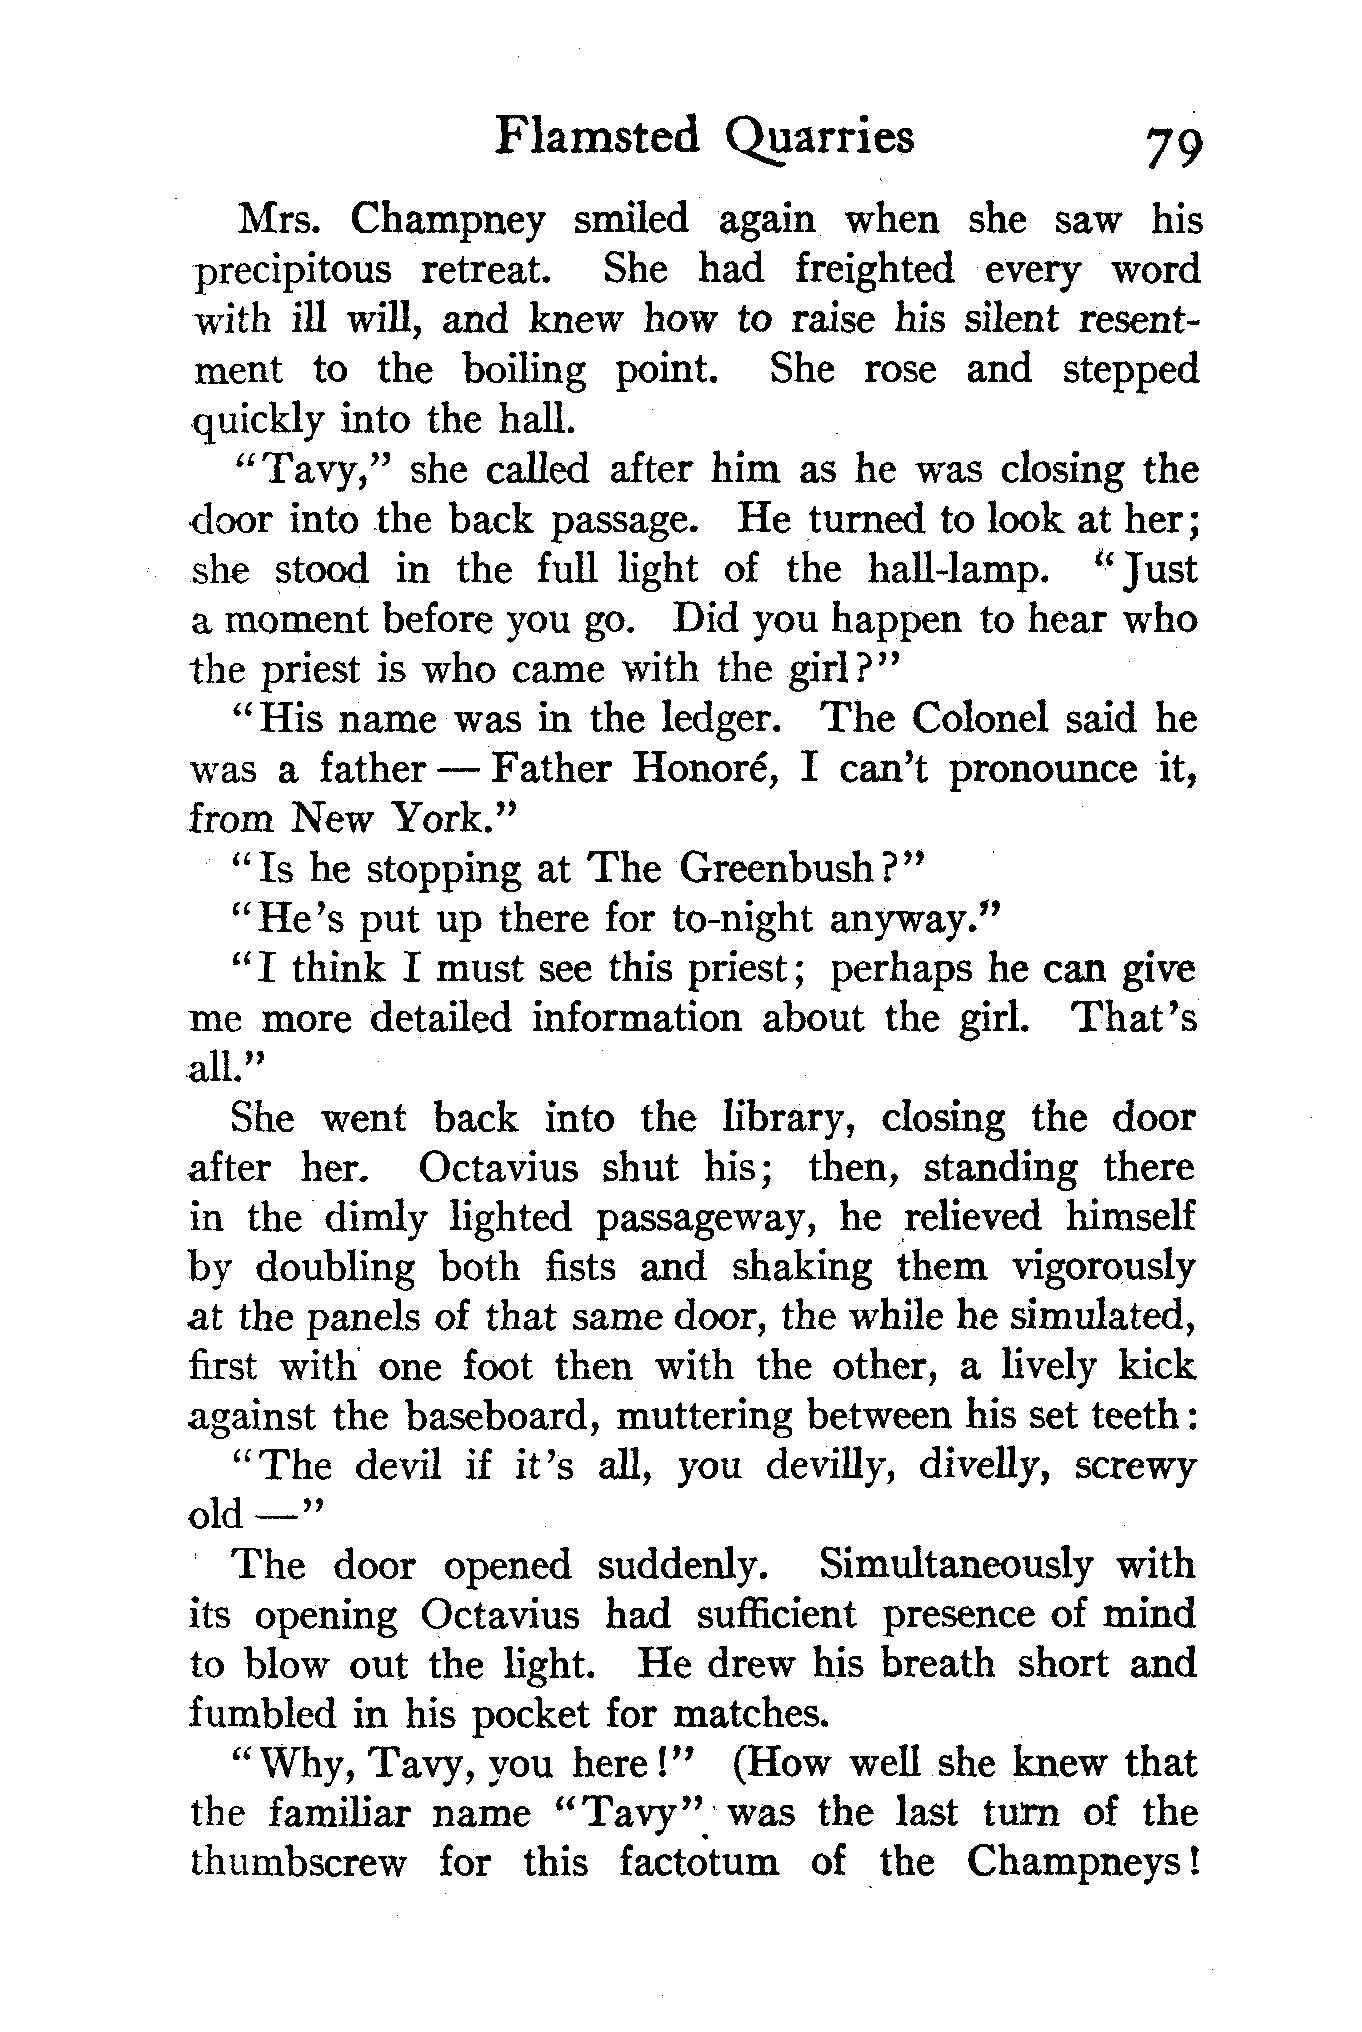 Flamsted Quarries 79
Mrs. Champney smiled again when she saw his
precipitous retreat. She had freighted every word
with ill will, and knew how to raise his silent resent-
ment to the boiling point. She rose and stepped
quickly into the hall.
"Tavy," she called after him as he was closing the
door into the back passage. He turned to look at her;
she stood in the full light of the hall-lamp. "Just
a moment before you go. Did you happen to hear who
the priest is who came with the girl?"
"His name was in the ledger. The Colonel said he
was a father — Father Honoré, I can't pronounce it,
from New York."
"Is he stopping at The Greenbush?"
"He's put up there for to-night anyway."
"I think I must see this priest; perhaps he can give
me more detailed information about the girl. That's
all."
She went back into the library, closing the door
after her. Octavius shut his; then, standing there
in the dimly lighted passageway, he relieved himself
by doubling both fists and shaking them vigorously
at the panels of that same door, the while he simulated,
first with one foot then with the other, a lively kick
against the baseboard, muttering between his set teeth:
"The devil if it's all, you devilly, divelly, screwy
old —"
The door opened suddenly. Simultaneously with
its opening Octavius had sufficient presence of mind
to blow out the light. He drew his breath short and
fumbled in his pocket for matches.
"Why, Tavy, you here!" (How well she knew that
the familiar name "Tavy" was the last turn of the
thumbscrew for this factotum of the Champneys!